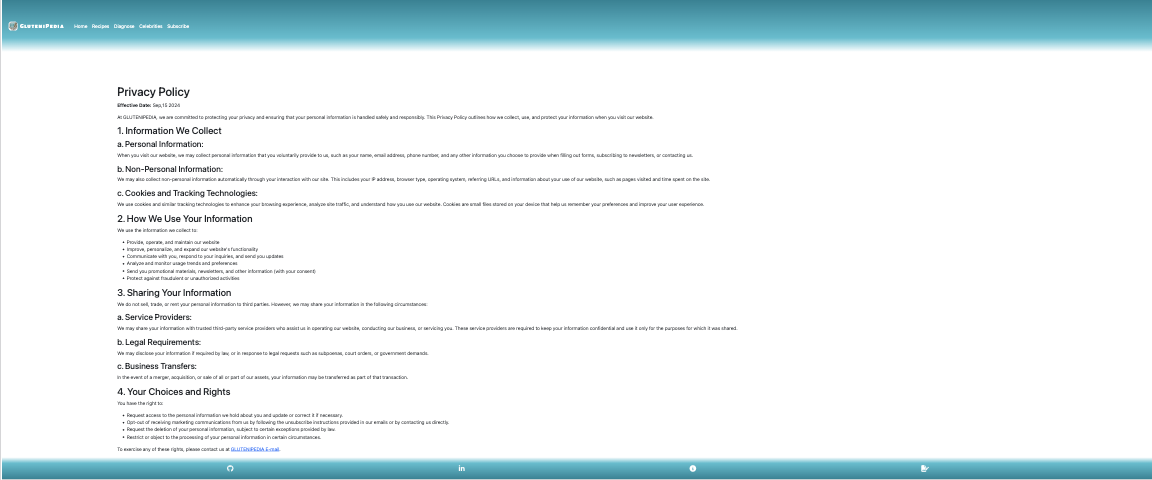 GLUTENIPEDIA Home Recipes Diagnose Celebrities Subscribe
Privacy Policy
Effective Date: Sep,15 2024
At GLUTENIPEDIA, we are committed to protecting your privacy and ensuring that your personal information is handled safely and responsibly. This Privacy Policy outlines how we collect, use, and protect your information when you visit our website.
1. Information We Collect
a. Personal Information:
When you visit our website, we may collect personal information that you voluntarily provide to us, such as your name, email address, phone number, and any other information you choose to provide when filling out forms, subscribing to newsletters, or contacting us.
b. Non-Personal Information:
We may also collect non-personal information automatically through your interaction with our site. This includes your IP address, browser type, operating system, referring URLs, and information about your use of our website, such as pages visited and time spent on the site.
c. Cookies and Tracking Technologies:
We use cookies and similar tracking technologies to enhance your browsing experience, analyze site traffic, and understand how you use our website. Cookies are small files stored on your device that help us remember your preferences and improve your user experience.
2. How We Use Your Information
We use the information we collect to:
• Provide, operate, and maintain our website
• Improve, personalize, and expand our website's functionality
• Communicate with you, respond to your inquiries, and send you updates
• Analyze and monitor usage trends and preferences
• Send you promotional materials, newsletters, and other information (with your consent)
• Protect against fraudulent or unauthorized activities
3. Sharing Your Information
We do not sell, trade, or rent your personal information to third parties. However, we may share your information in the following circumstances:
a. Service Providers:
We may share your information with trusted third-party service providers who assist us in operating our website, conducting our business, or servicing you. These service providers are required to keep your information confidential and use it only for the purposes for which it was shared.
b. Legal Requirements:
We may disclose your information if required by law, or in response to legal requests such as subpoenas, court orders, or government demands.
c. Business Transfers:
In the event of a merger, acquisition, or sale of all or part of our assets, your information may be transferred as part of that transaction.
4. Your Choices and Rights
You have the right to:
• Request access to the personal information we hold about you and update or correct it if necessary.
• Opt-out of receiving marketing communications from us by following the unsubscribe instructions provided in our emails or by contacting us directly.
• Request the deletion of your personal information, subject to certain exceptions provided by law.
• Restrict or object to the processing of your personal information in certain circumstances.
To exercise any of these rights, please contact us at GLUTENIPEDIA E-mail.